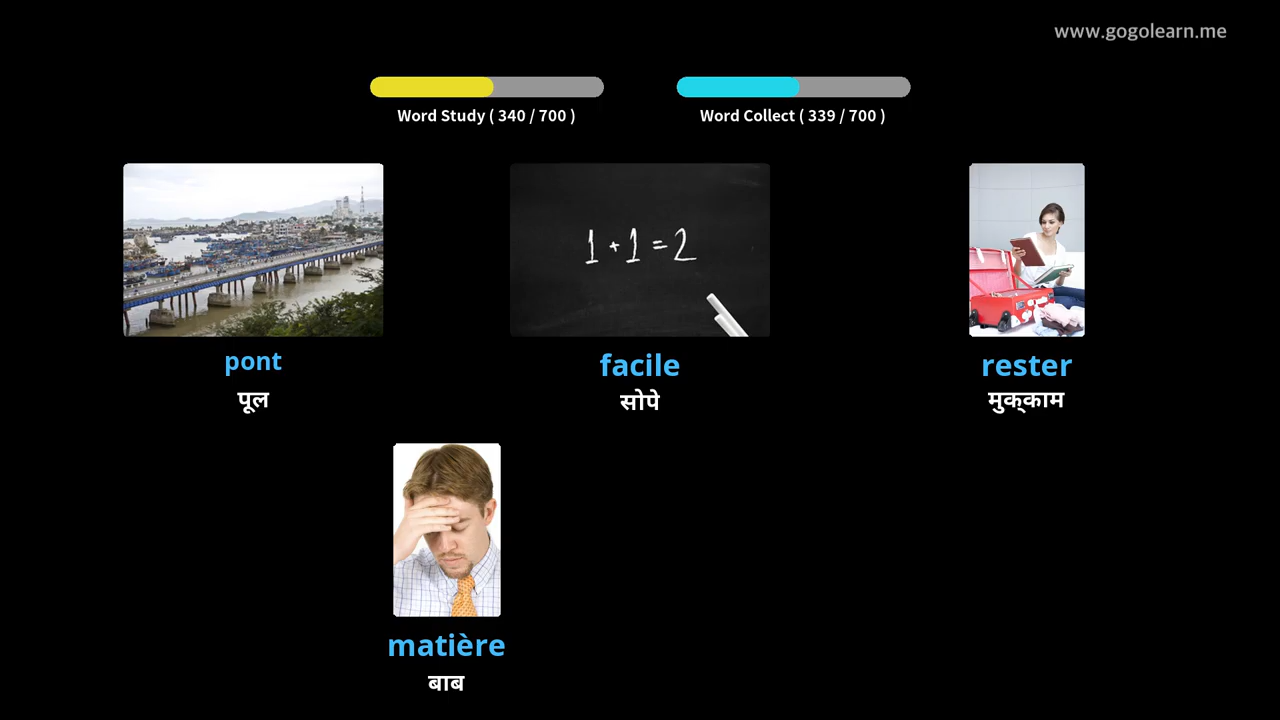 www.gogolearn.me
Word Study ( 340 / 700 )
Word Collect ( 339 / 700 )
1 + 1 = 2
pont
पूल
facile
सोपे
rester
मुक्काम
matière
बाब